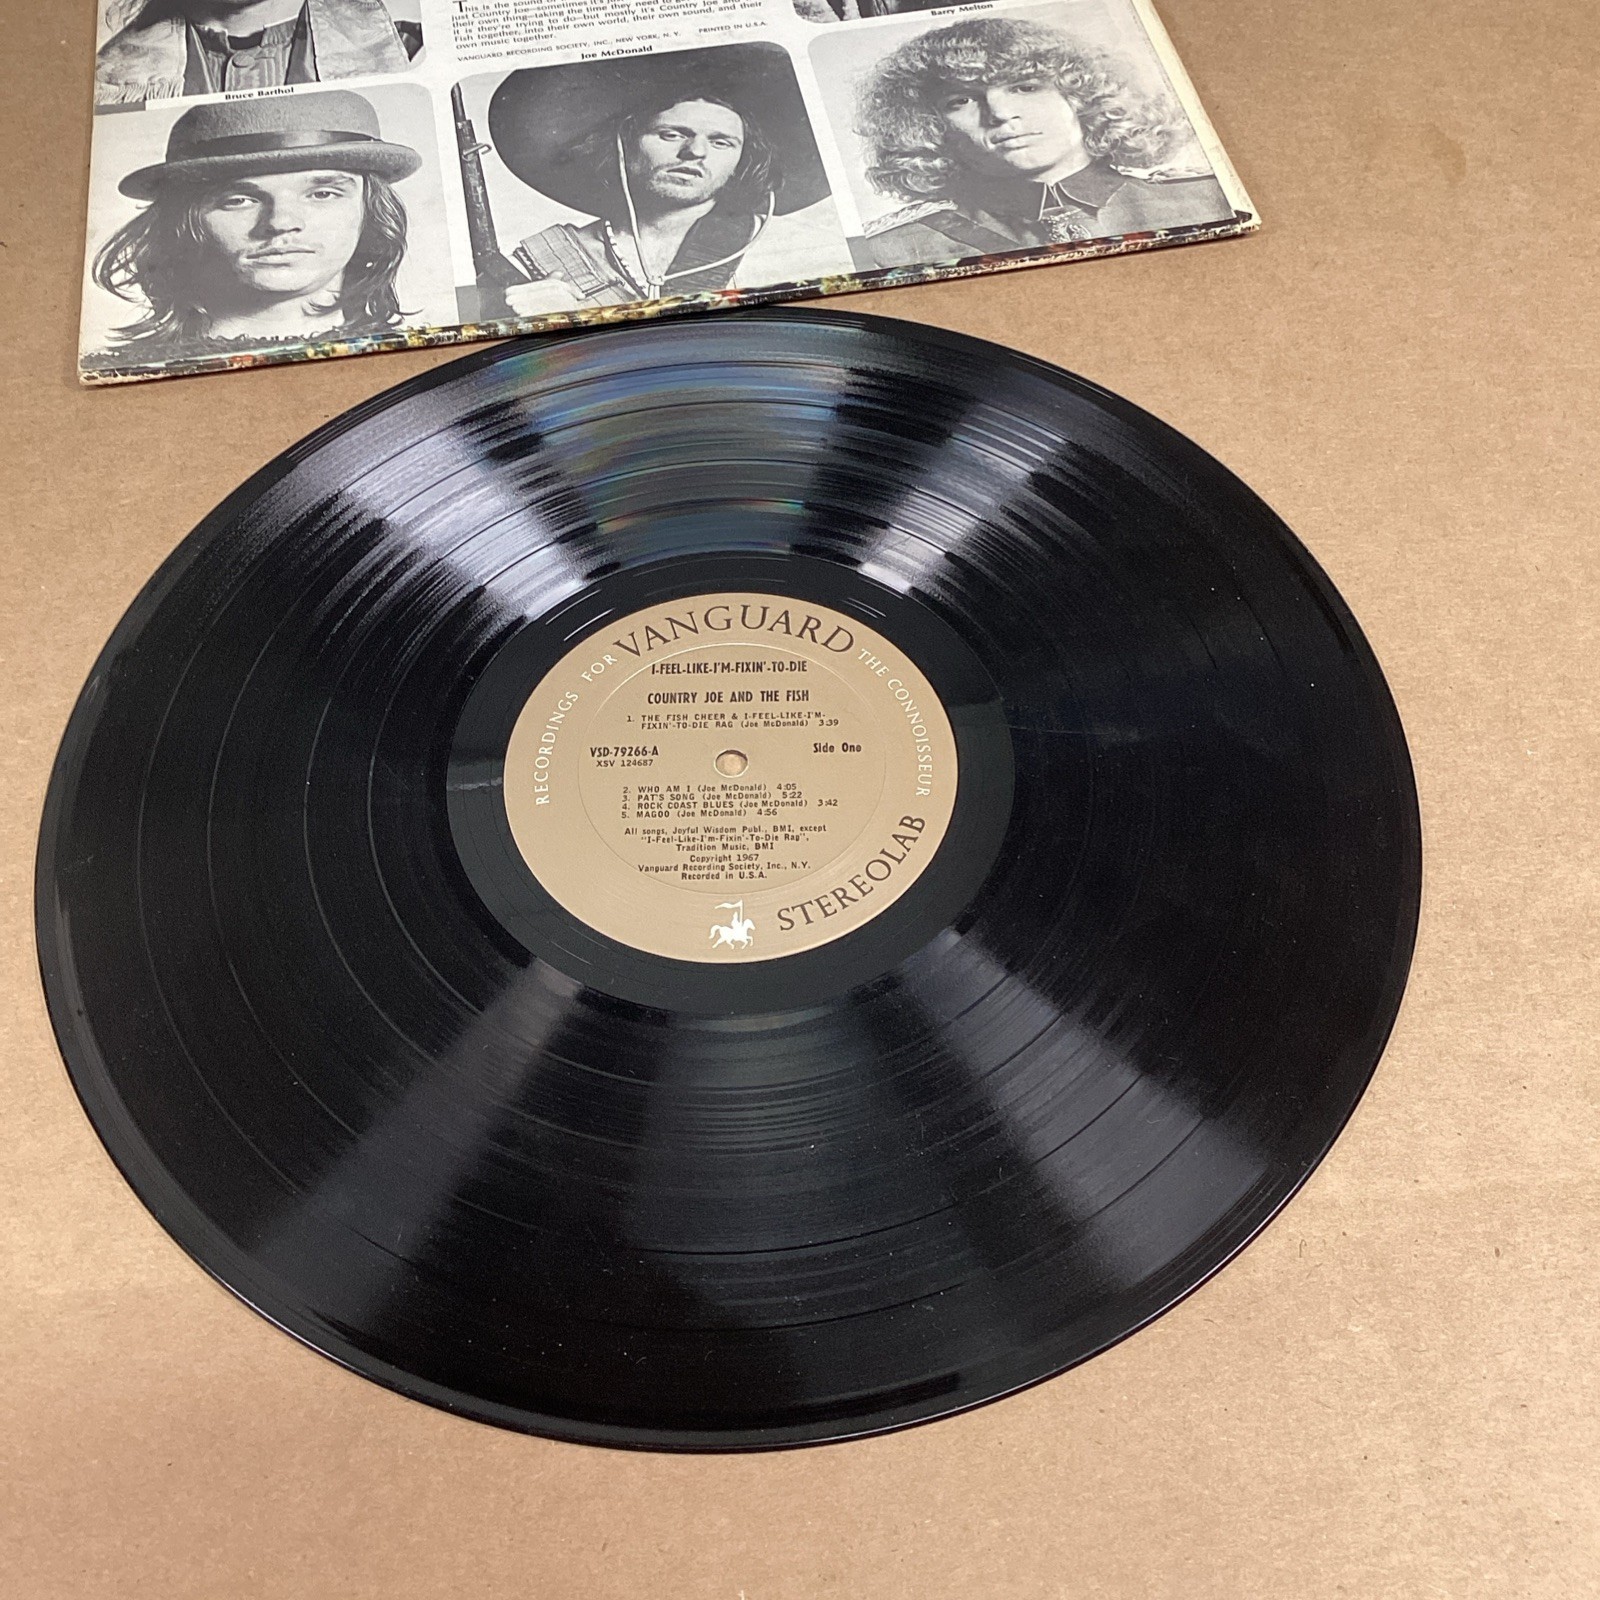 This is the sound of
just Country Joe—sometimes it's
their own thing—taking the time they need to
it is they're trying to do—but mostly it's Country Joe and
Fish together, into their own world, their own sound, and their
own music together.
VANGUARD RECORDING SOCIETY, INC., NEW YORK, N. Y. PRINTED IN U.S.A.
Barry Melton
Joe McDonald
Bruce Barthol
RECORDINGS FOR VANGUARD THE CONNOISSEUR
I-FEEL-LIKE-I'M-FIXIN'-TO-DIE
COUNTRY JOE AND THE FISH
1. THE FISH CHEER & I-FEEL-LIKE-I'M-
FIXIN'-TO-DIE RAG (Joe McDonald) 3:39
VSD-79266-A Side One
XSV 124687
2. WHO AM I (Joe McDonald) 4:05
3. PAT'S SONG (Joe McDonald) 5:22
4. ROCK COAST BLUES (Joe McDonald) 3:42
5. MAGOO (Joe McDonald) 4:56
All songs, Joyful Wisdom Publ., BMI, except
"I-Feel-Like-I'm-Fixin'-To-Die Rag",
Tradition Music, BMI
Copyright 1967
Vanguard Recording Society, Inc., N.Y.
Recorded in U.S.A.
STEREOLAB